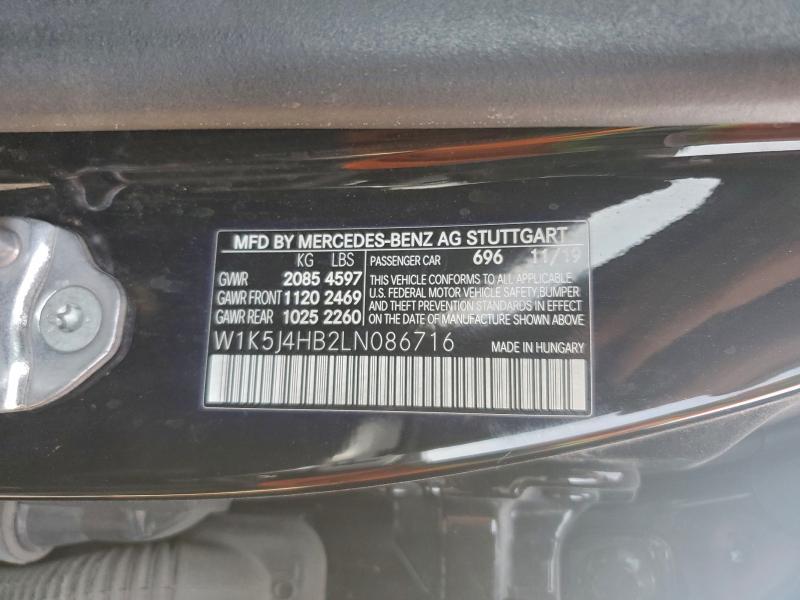 MFD BY MERCEDES-BENZ AG STUTTGART
KG LBS PASSENGER CAR 696 11/19
GVWR 2085 4597 THIS VEHICLE CONFORMS TO ALL APPLICABLE
GAWR FRONT 1120 2469 U.S. FEDERAL MOTOR VEHICLE SAFETY, BUMPER
AND THEFT PREVENTION STANDARDS IN EFFECT
GAWR REAR 1025 2260 ON THE DATE OF MANUFACTURE SHOWN ABOVE
W1K5J4HB2LN086716 MADE IN HUNGARY